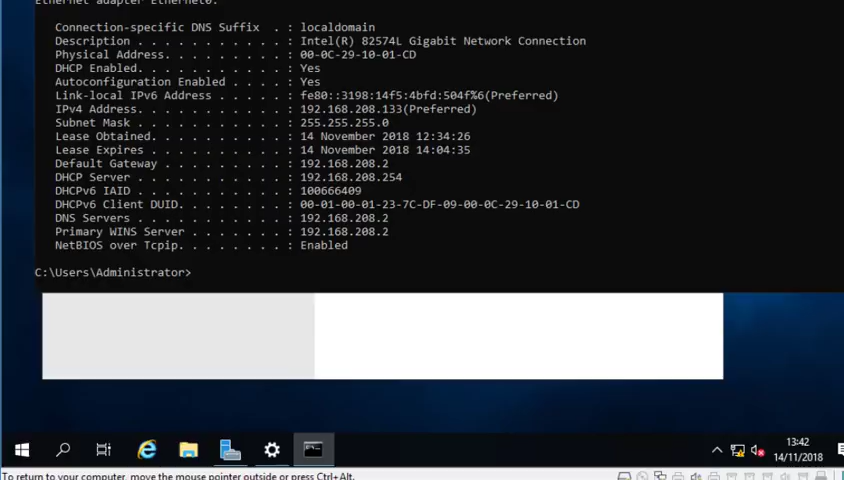 Ethernet adapter Ethernet0:
Connection-specific DNS Suffix . : localdomain
Description . . . . . . . . . . . : Intel(R) 82574L Gigabit Network Connection
Physical Address. . . . . . . . . : 00-0C-29-10-01-CD
DHCP Enabled. . . . . . . . . . . : Yes
Autoconfiguration Enabled . . . . : Yes
Link-local IPv6 Address . . . . . : fe80::3198:14f5:4bfd:504f%6(Preferred)
IPv4 Address. . . . . . . . . . . : 192.168.208.133(Preferred)
Subnet Mask . . . . . . . . . . . : 255.255.255.0
Lease Obtained. . . . . . . . . . : 14 November 2018 12:34:26
Lease Expires . . . . . . . . . . : 14 November 2018 14:04:35
Default Gateway . . . . . . . . . : 192.168.208.2
DHCP Server . . . . . . . . . . . : 192.168.208.254
DHCPv6 IAID . . . . . . . . . . . : 100666409
DHCPv6 Client DUID. . . . . . . . : 00-01-00-01-23-7C-DF-09-00-0C-29-10-01-CD
DNS Servers . . . . . . . . . . . : 192.168.208.2
Primary WINS Server . . . . . . . : 192.168.208.2
NetBIOS over Tcpip. . . . . . . . : Enabled
C:\Users\Administrator>
13:42
14/11/2018
To return to your computer, move the mouse pointer outside or press Ctrl+Alt.